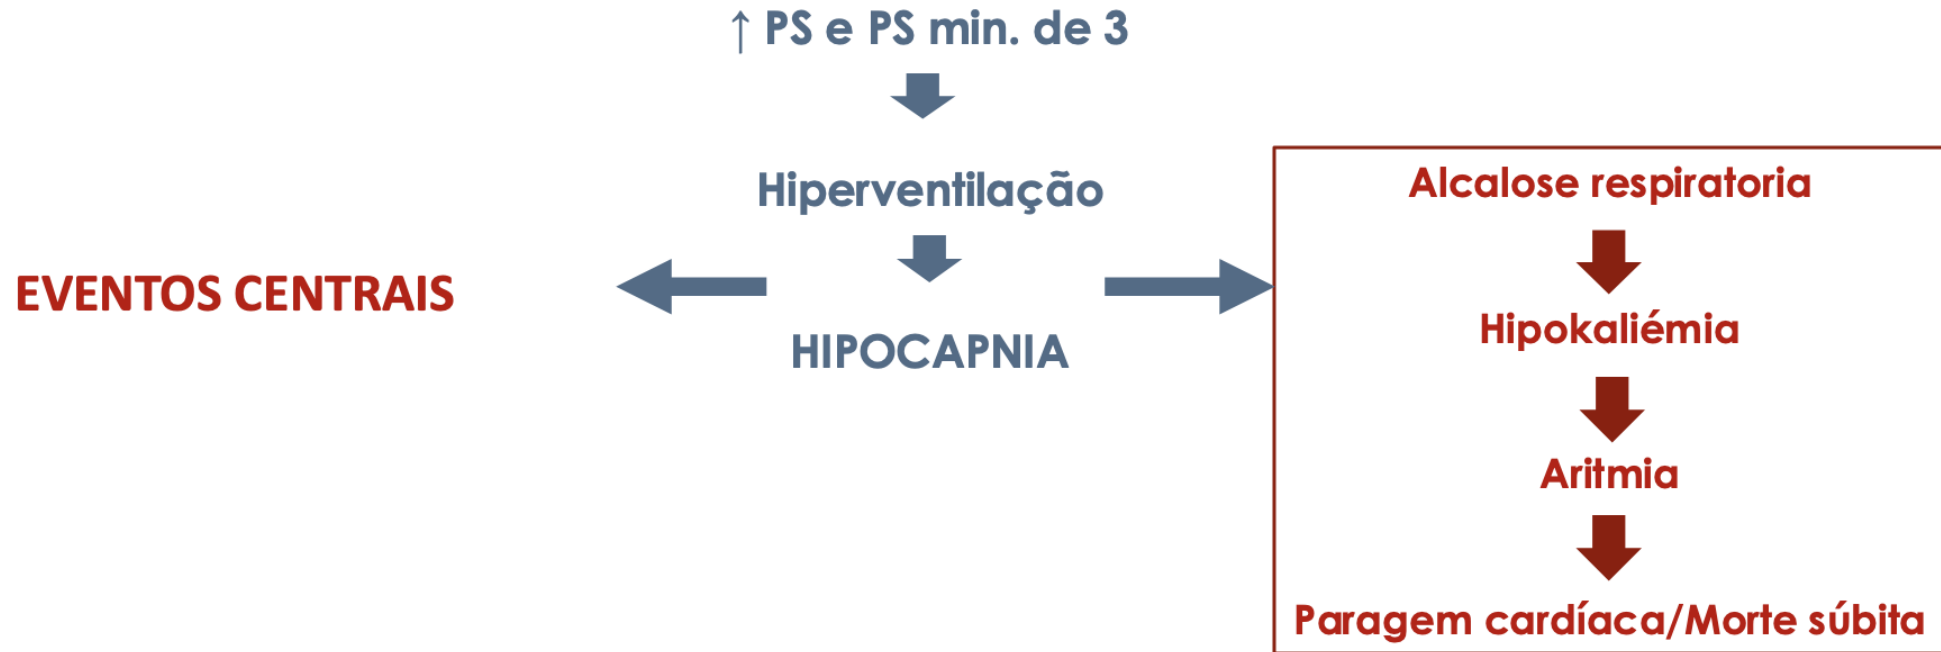 ↑ PS e PS min. de 3
Hiperventilação
HIPOCAPNIA
EVENTOS CENTRAIS
Alcalose respiratoria
Hipokaliémia
Aritmia
Paragem cardíaca/Morte súbita